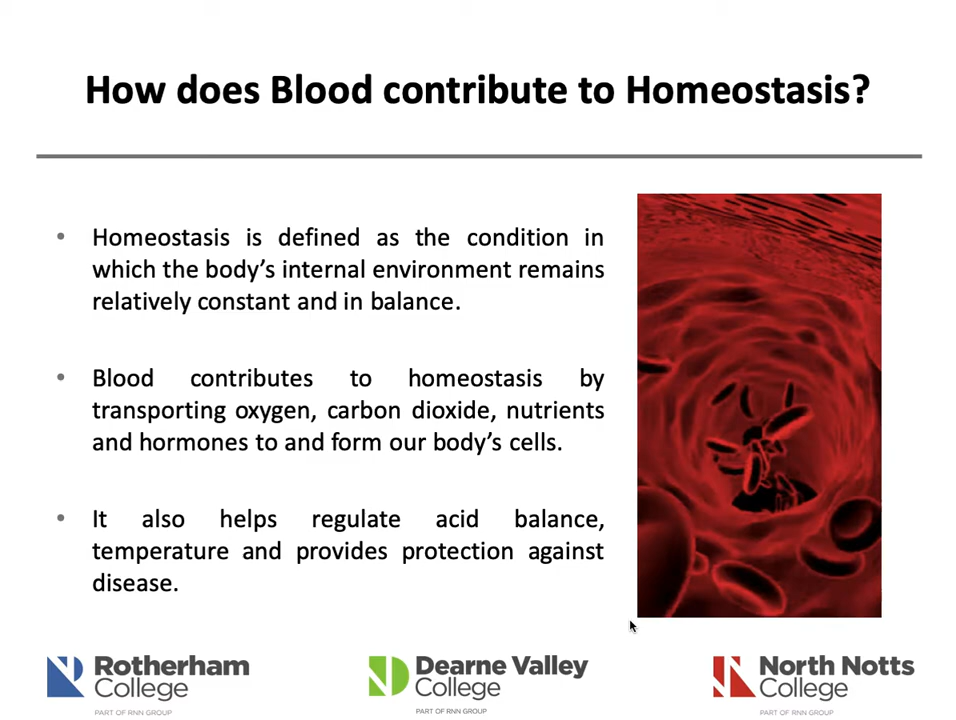 How does Blood contribute to Homeostasis?
• Homeostasis is defined as the condition in
which the body's internal environment remains
relatively constant and in balance.
• Blood contributes to homeostasis by
transporting oxygen, carbon dioxide, nutrients
and hormones to and form our body's cells.
• It also helps regulate acid balance,
temperature and provides protection against
disease.
Rotherham
College
PART OF RNN GROUP
Dearne Valley
College
PART OF RNN GROUP
North Notts
College
PART OF RNN GROUP